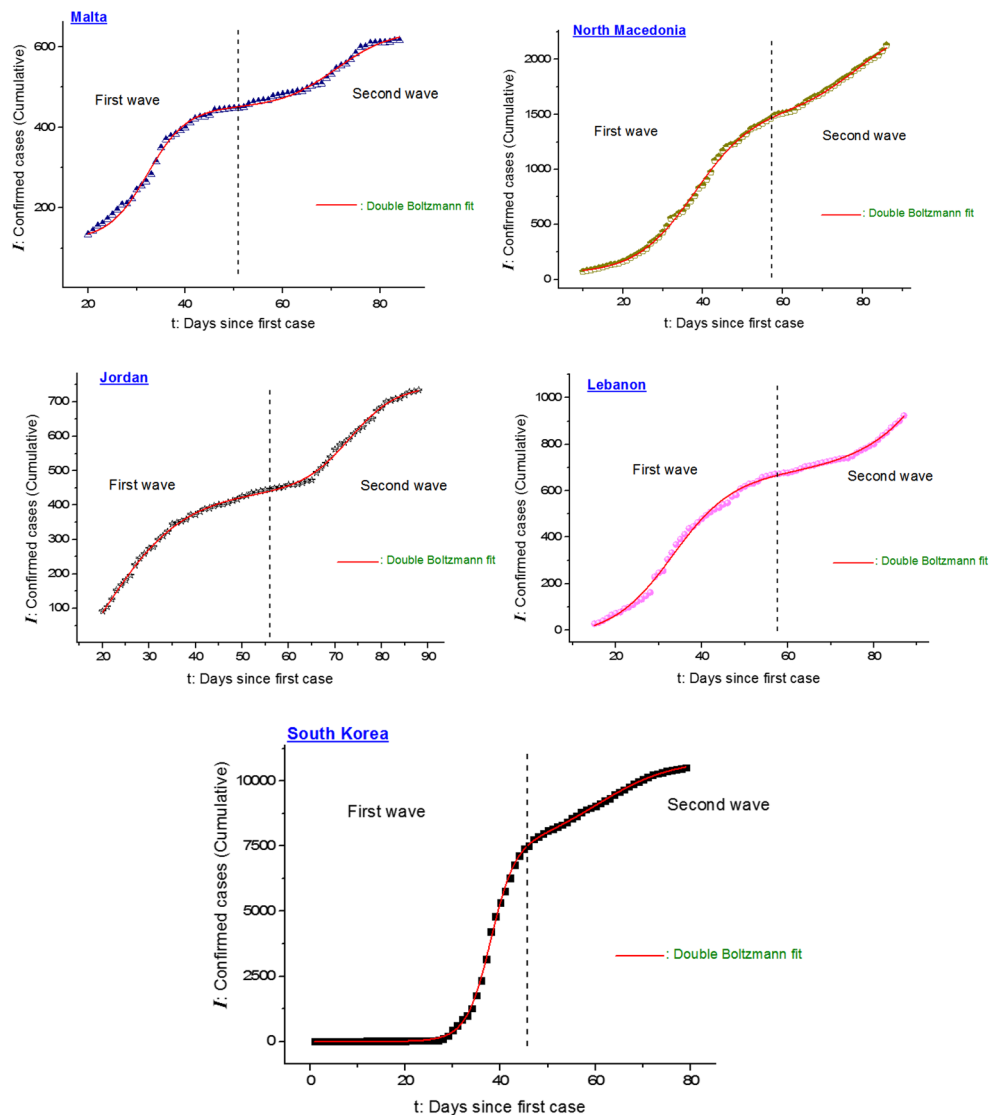 Malta
600
400
200
I: Confirmed cases (Cumulative)
First wave
Second wave
: Double Boltzmann fit
20 40 60 80
t: Days since first case
North Macedonia
2000
1500
1000
500
0
I: Confirmed cases (Cumulative)
First wave
Second wave
: Double Boltzmann fit
20 40 60 80
t: Days since first case
Jordan
700
600
500
400
300
200
100
I: Confirmed cases (Cumulative)
First wave
Second wave
: Double Boltzmann fit
20 30 40 50 60 70 80 90
t: Days since first case
Lebanon
1000
800
600
400
200
0
I: Confirmed cases (Cumulative)
First wave
Second wave
: Double Boltzmann fit
20 40 60 80
t: Days since first case
South Korea
10000
7500
5000
2500
0
I: Confirmed cases (Cumulative)
First wave
Second wave
: Double Boltzmann fit
0 20 40 60 80
t: Days since first case